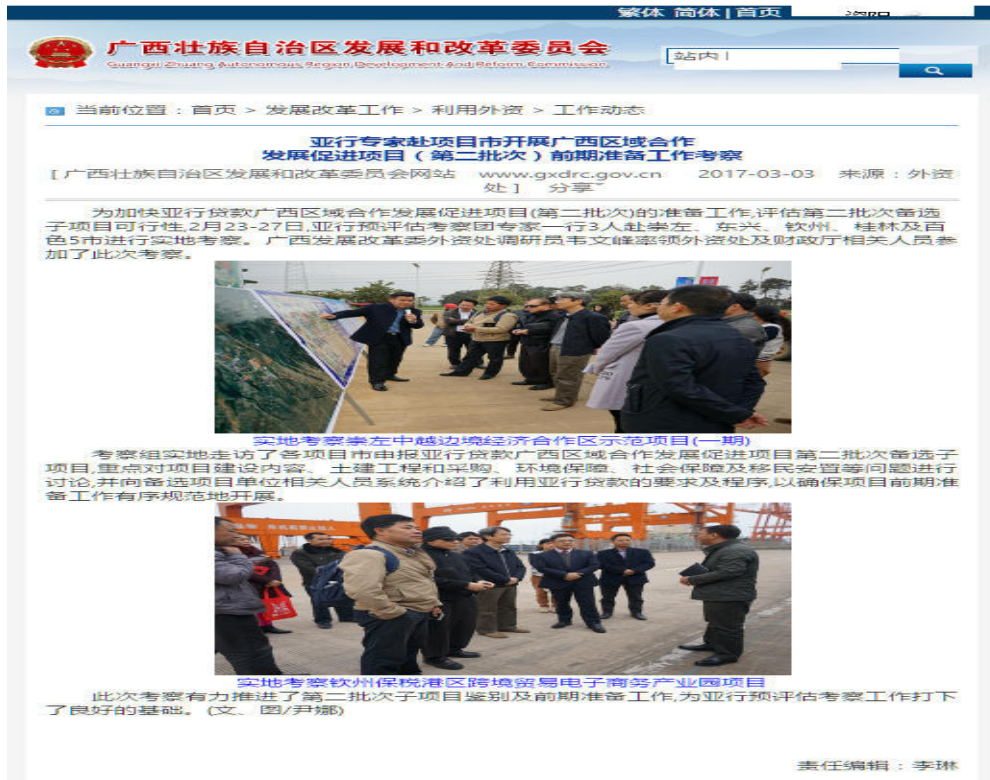 繁体 简体 | 首页
广西壮族自治区发展和改革委员会
Guangxi Zhuang Autonomous Region Development And Reform Commission
站内
当前位置：首页 > 发展改革工作 > 利用外资 > 工作动态
亚行专家赴项目市开展广西区域合作
发展促进项目（第二批次）前期准备工作考察
[ 广西壮族自治区发展和改革委员会网站 www.gxdrc.gov.cn 2017-03-03 来源：外资
处 ] 分享
为加快亚行贷款广西区域合作发展促进项目(第二批次)的准备工作,评估第二批次备选
子项目可行性,2月23-27日,亚行预评估考察团专家一行3人赴崇左、东兴、钦州、桂林及百
色5市进行实地考察。广西发展改革委外资处调研员韦文峰率领外资处及财政厅相关人员参
加了此次考察。
实地考察崇左中越边境经济合作区示范项目(一期)
考察组实地走访了各项目市申报亚行贷款广西区域合作发展促进项目第二批次备选子
项目,重点对项目建设内容、土建工程和采购、环境保障、社会保障及移民安置等问题进行
讨论,并向备选项目单位相关人员系统介绍了利用亚行贷款的要求及程序,以确保项目前期准
备工作有序规范地开展。
实地考察钦州保税港区跨境贸易电子商务产业园项目
此次考察有力推进了第二批次子项目鉴别及前期准备工作,为亚行预评估考察工作打下
了良好的基础。(文、图/尹娜)
责任编辑：李琳